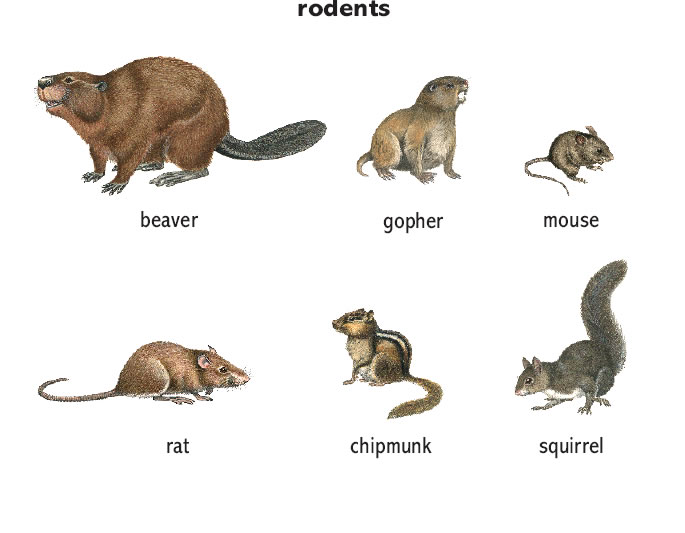 rodents
beaver
gopher
mouse
rat
chipmunk
squirrel